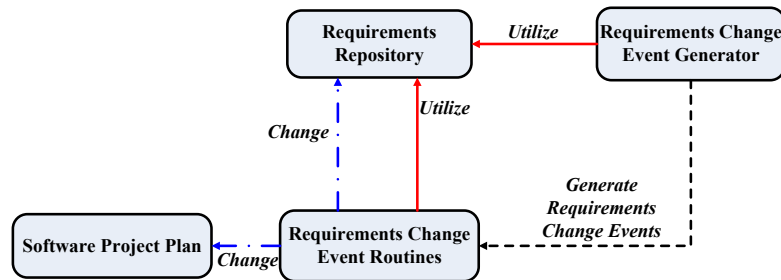 Requirements
Repository
Utilize
Requirements Change
Event Generator
Change
Utilize
Generate
Requirements
Change Events
Software Project Plan
Change
Requirements Change
Event Routines